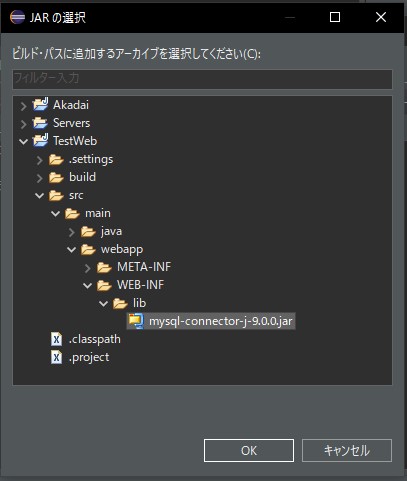 JAR の選択
ビルド・パスに追加するアーカイブを選択してください(C):
フィルター入力
Akadai
Servers
TestWeb
.settings
build
src
main
java
webapp
META-INF
WEB-INF
lib
mysql-connector-j-9.0.0.jar
.classpath
.project
OK
キャンセル